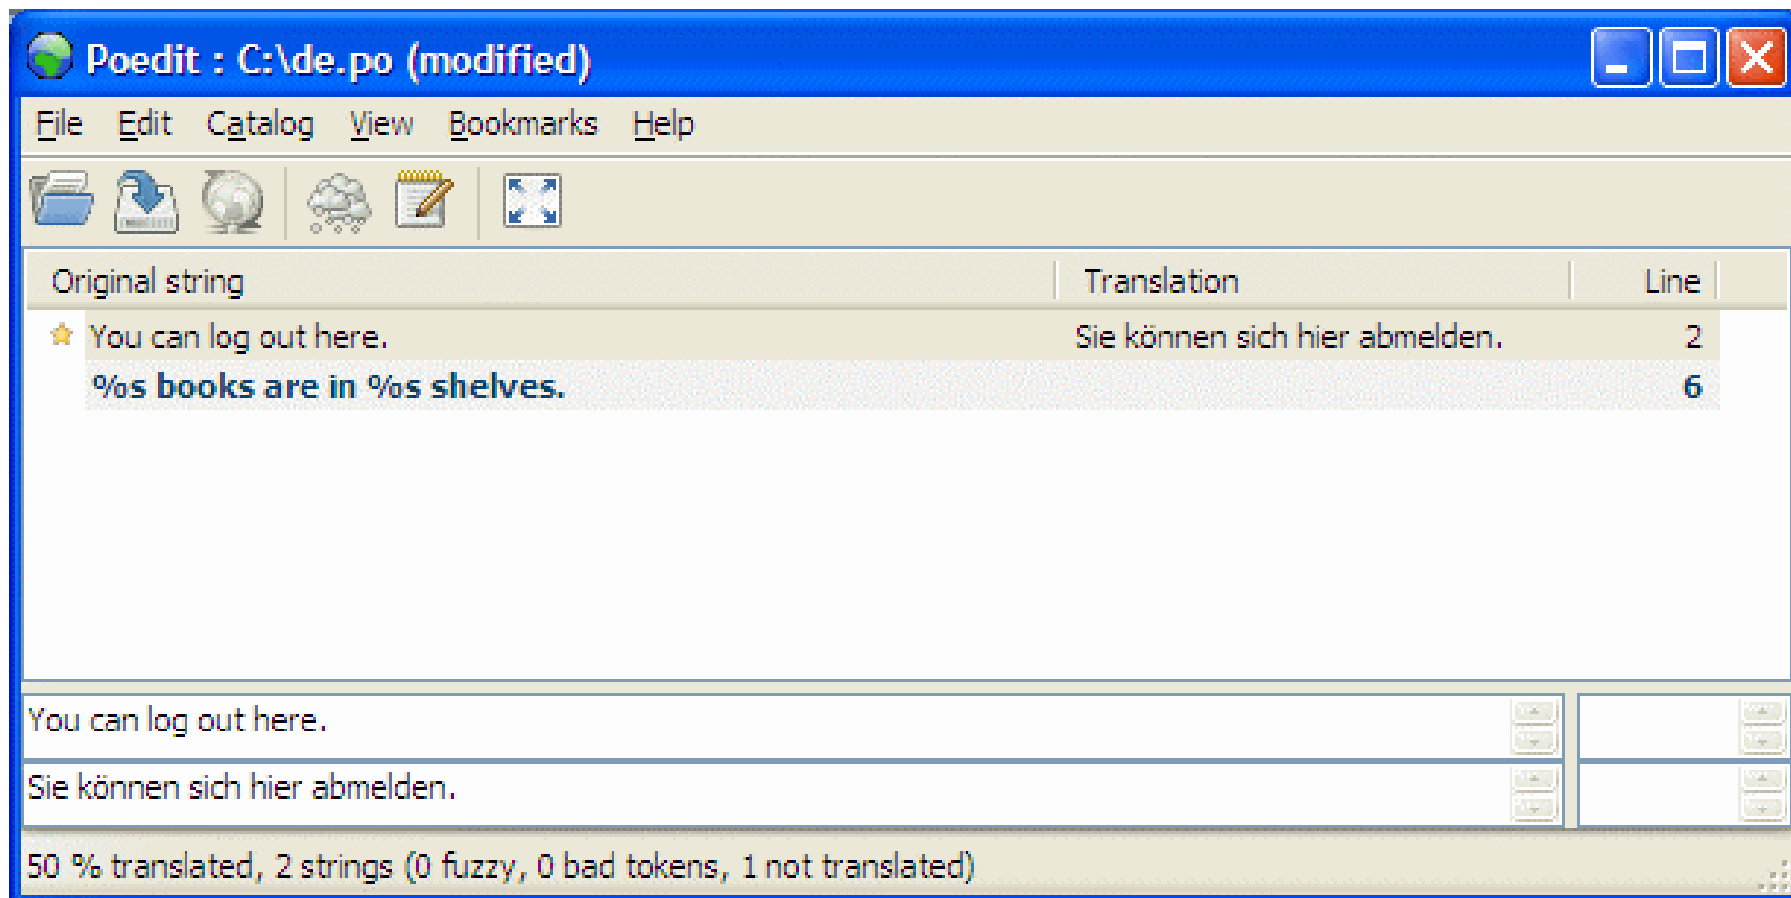 Poedit : C:\de.po (modified)
File Edit Catalog View Bookmarks Help
Original string Translation Line
You can log out here. Sie können sich hier abmelden. 2
%s books are in %s shelves. 6
You can log out here.
Sie können sich hier abmelden.
50 % translated, 2 strings (0 fuzzy, 0 bad tokens, 1 not translated)